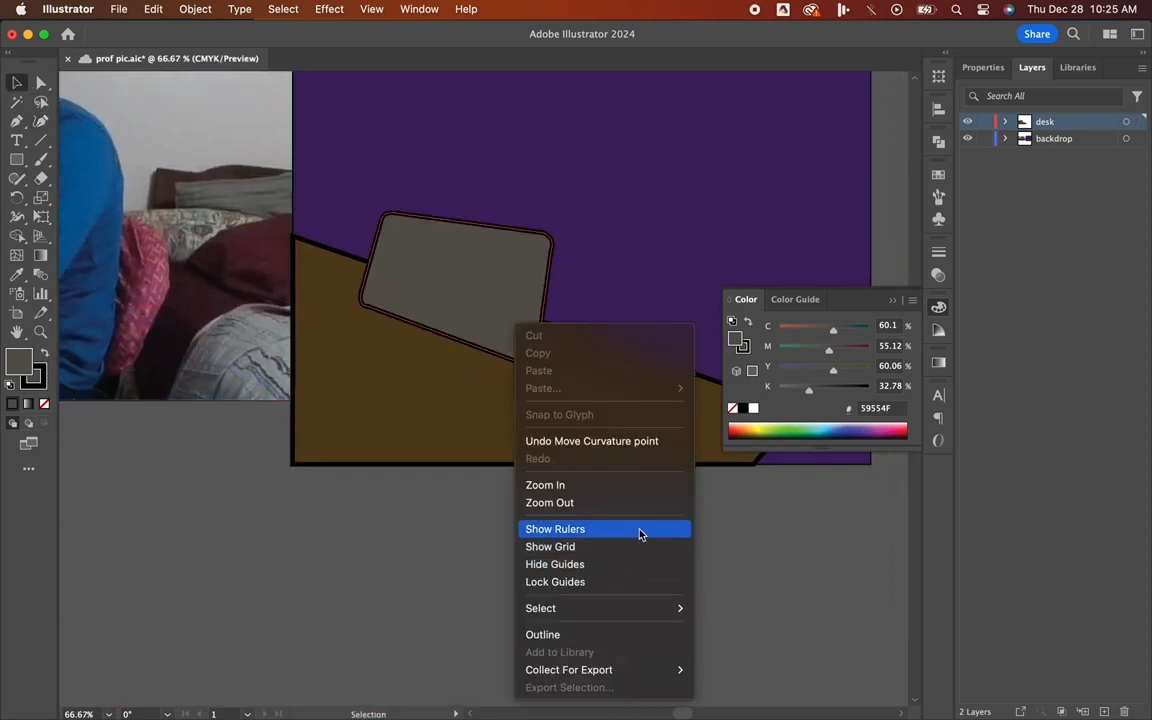 Illustrator File Edit Object Type Select Effect View Window Help Thu Dec 28 10:25 AM
Adobe Illustrator 2024
Share
prof pic.aic* @ 66.67 % (CMYK/Preview)
Properties Layers Libraries
Search All
desk
backdrop
Color Color Guide
C 60.1 %
M 55.12 %
Y 60.06 %
K 32.78 %
# 59554F
Cut
Copy
Paste
Paste...
Snap to Glyph
Undo Move Curvature point
Redo
Zoom In
Zoom Out
Show Rulers
Show Grid
Hide Guides
Lock Guides
Select
Outline
Add to Library
Collect For Export
Export Selection...
66.67% 0° 1 Selection
2 Layers